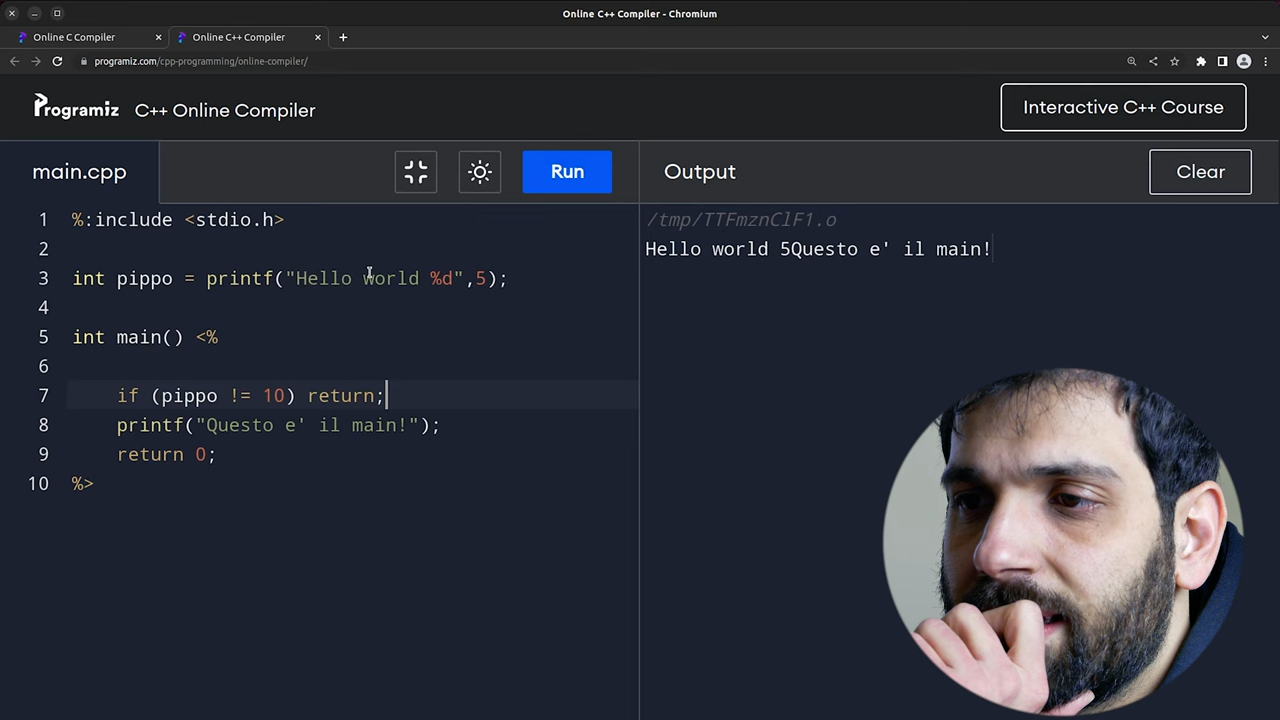 Online C++ Compiler - Chromium
Online C Compiler
Online C++ Compiler
programiz.com/cpp-programming/online-compiler/
Programiz C++ Online Compiler
Interactive C++ Course
main.cpp
Run
Output
Clear
1 %:include <stdio.h>
2
3 int pippo = printf("Hello world %d",5);
4
5 int main() <%
6
7 if (pippo != 10) return;
8 printf("Questo e' il main!");
9 return 0;
10 %>
/tmp/TTFmznClF1.o
Hello world 5Questo e' il main!